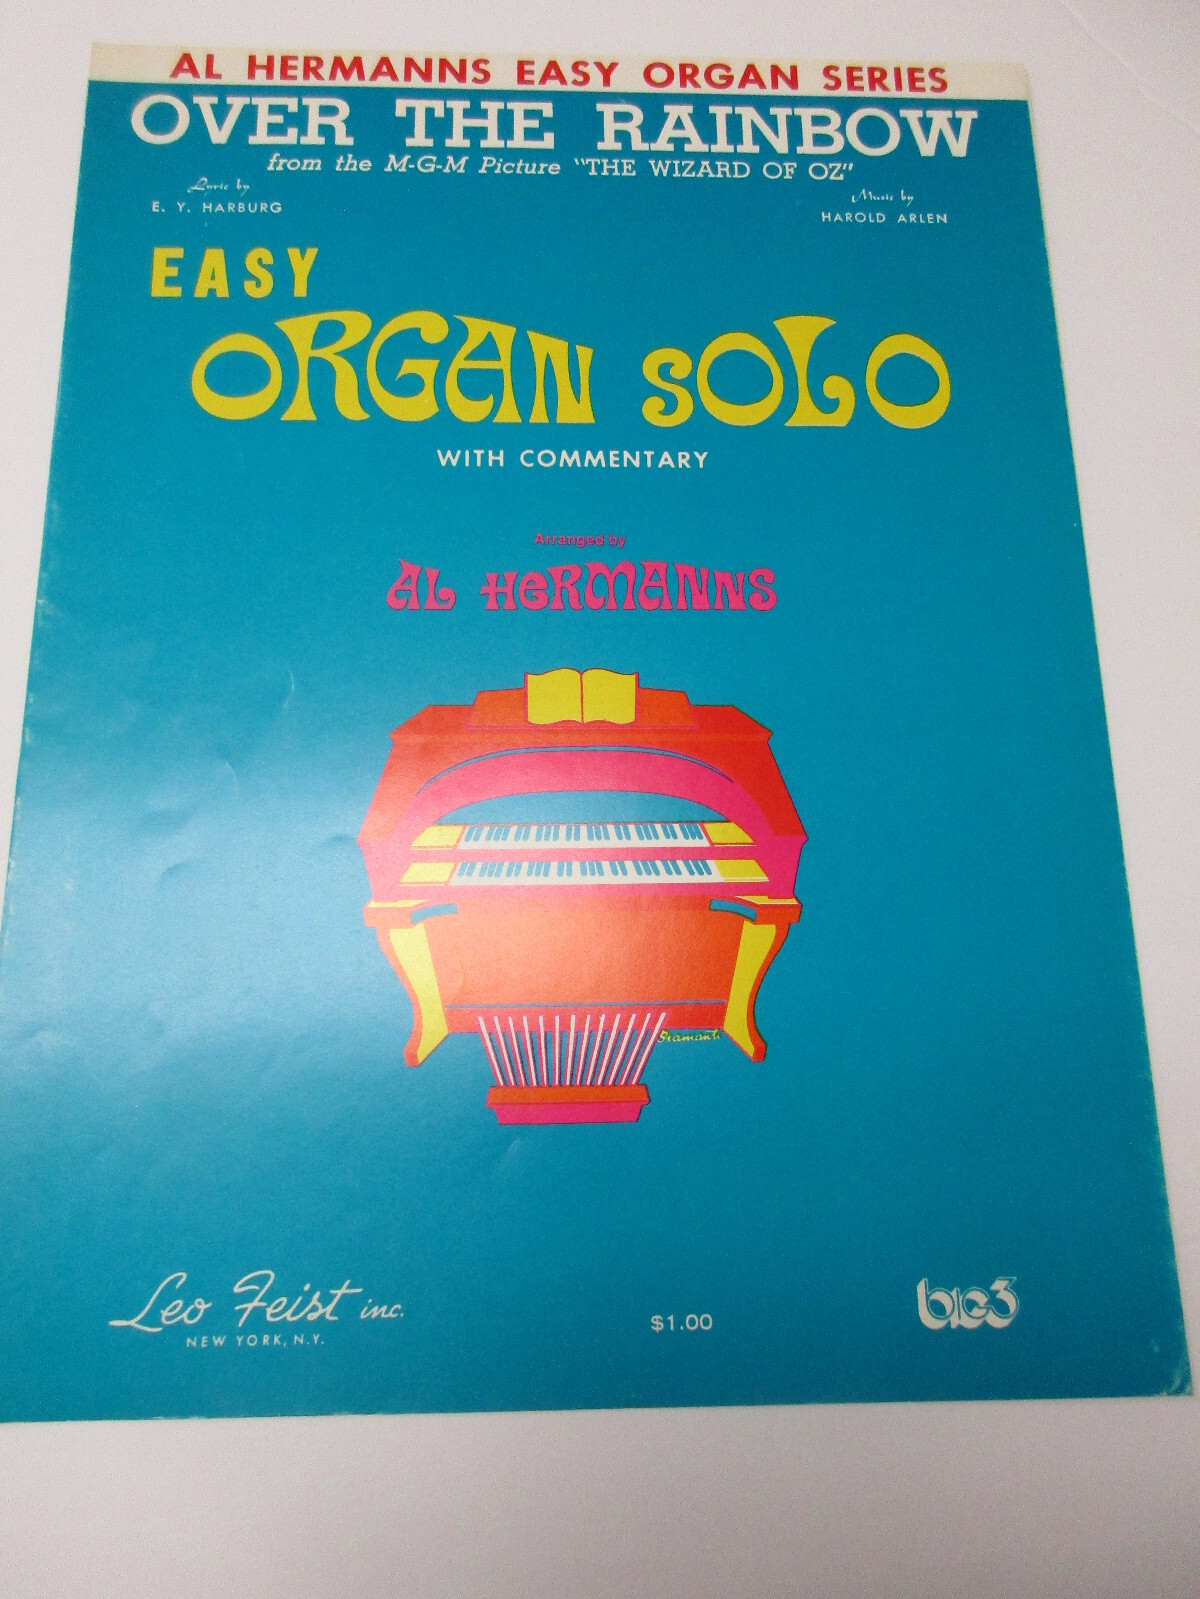 AL HERMANNS EASY ORGAN SERIES
OVER THE RAINBOW
from the M-G-M Picture "THE WIZARD OF OZ"
Lyric by
E. Y. HARBURG
Music by
HAROLD ARLEN
EASY
ORGAN SOLO
WITH COMMENTARY
Arranged by
AL HERMANNS
Bramanti
Leo Feist inc.
NEW YORK, N.Y.
$1.00
big3